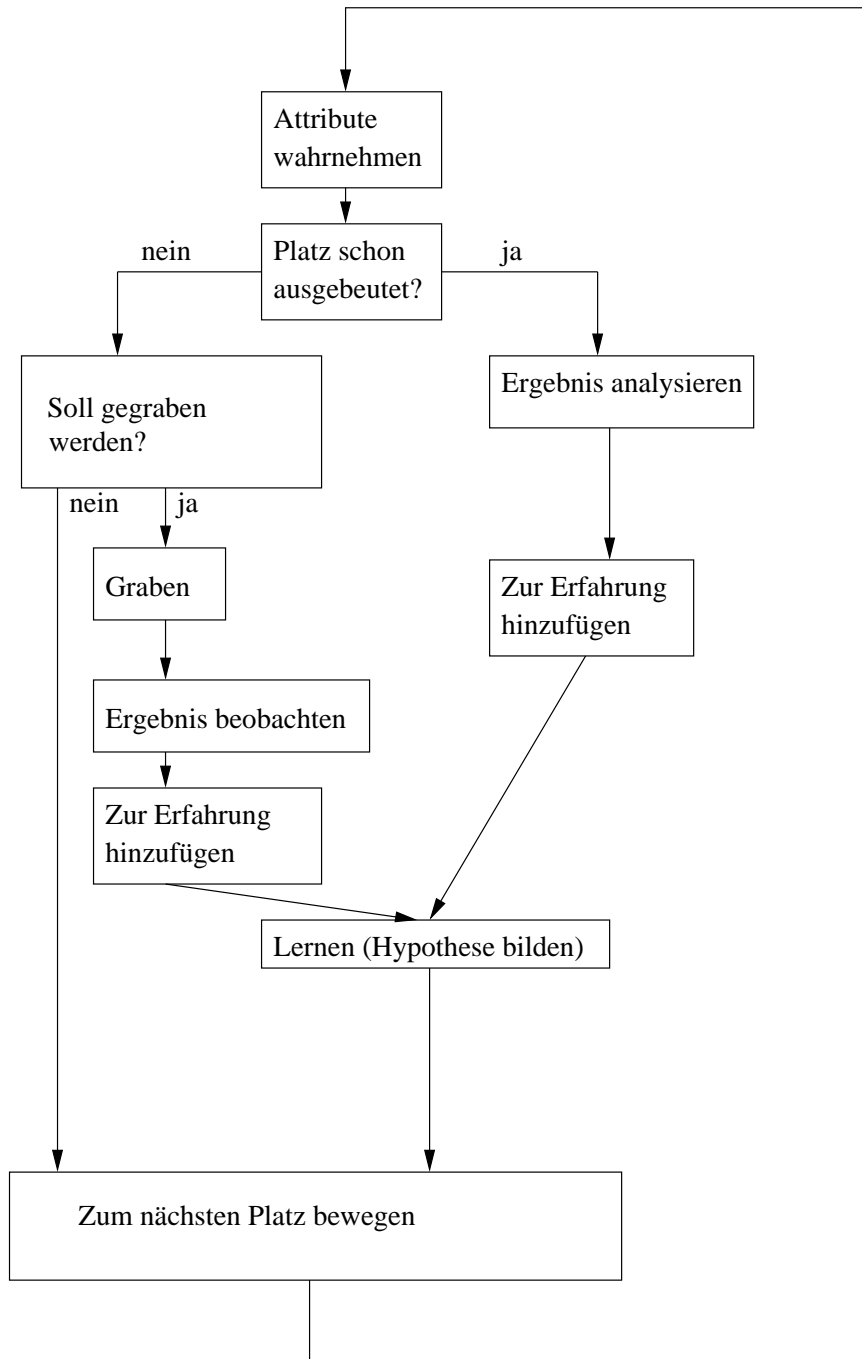 Attribute
wahrnehmen
nein
Platz schon
ausgebeutet?
ja
Soll gegraben
werden?
Ergebnis analysieren
nein
ja
Graben
Zur Erfahrung
hinzufügen
Ergebnis beobachten
Zur Erfahrung
hinzufügen
Lernen (Hypothese bilden)
Zum nächsten Platz bewegen